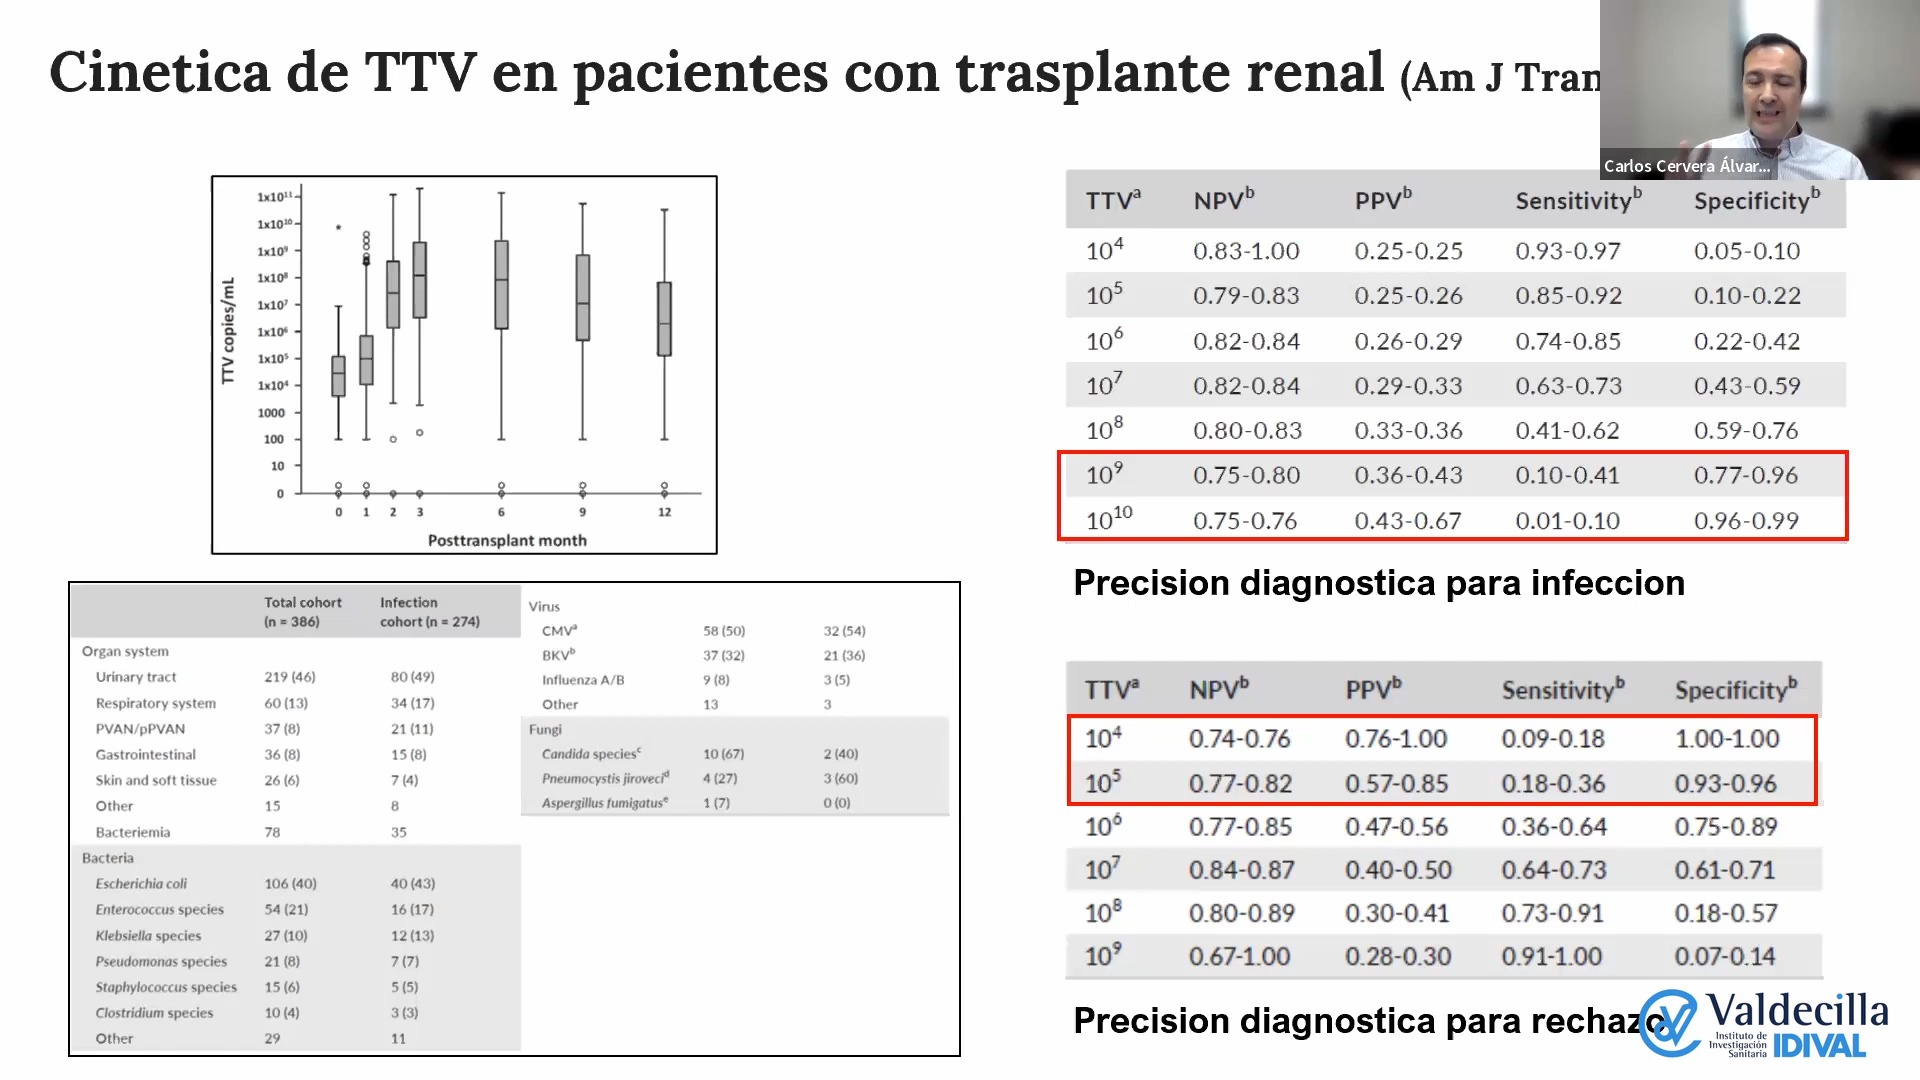 Cinetica de TTV en pacientes con trasplante renal (Am J Tran
Carlos Cervera Álvar...
TTV copies/mL
1x10¹¹
1x10¹⁰
1x10⁹
1x10⁸
1x10⁷
1x10⁶
1x10⁵
1x10⁴
1000
100
10
0
0 1 2 3 6 9 12
Posttransplant month
TTVᵃ NPVᵇ PPVᵇ Sensitivityᵇ Specificityᵇ
10⁴ 0.83-1.00 0.25-0.25 0.93-0.97 0.05-0.10
10⁵ 0.79-0.83 0.25-0.26 0.85-0.92 0.10-0.22
10⁶ 0.82-0.84 0.26-0.29 0.74-0.85 0.22-0.42
10⁷ 0.82-0.84 0.29-0.33 0.63-0.73 0.43-0.59
10⁸ 0.80-0.83 0.33-0.36 0.41-0.62 0.59-0.76
10⁹ 0.75-0.80 0.36-0.43 0.10-0.41 0.77-0.96
10¹⁰ 0.75-0.76 0.43-0.67 0.01-0.10 0.96-0.99
Precision diagnostica para infeccion
Total cohort (n = 386) Infection cohort (n = 274)
Organ system
Urinary tract 219 (46) 80 (49)
Respiratory system 60 (13) 34 (17)
PVAN/pPVAN 37 (8) 21 (11)
Gastrointestinal 36 (8) 15 (8)
Skin and soft tissue 26 (6) 7 (4)
Other 15 8
Bacteriemia 78 35
Bacteria
Escherichia coli 106 (40) 40 (43)
Enterococcus species 54 (21) 16 (17)
Klebsiella species 27 (10) 12 (13)
Pseudomonas species 21 (8) 7 (7)
Staphylococcus species 15 (6) 5 (5)
Clostridium species 10 (4) 3 (3)
Other 29 11
Virus
CMVᵃ 58 (50) 32 (54)
BKVᵇ 37 (32) 21 (36)
Influenza A/B 9 (8) 3 (5)
Other 13 3
Fungi
Candida speciesᶜ 10 (67) 2 (40)
Pneumocystis jiroveciᵈ 4 (27) 3 (60)
Aspergillus fumigatusᵉ 1 (7) 0 (0)
TTVᵃ NPVᵇ PPVᵇ Sensitivityᵇ Specificityᵇ
10⁴ 0.74-0.76 0.76-1.00 0.09-0.18 1.00-1.00
10⁵ 0.77-0.82 0.57-0.85 0.18-0.36 0.93-0.96
10⁶ 0.77-0.85 0.47-0.56 0.36-0.64 0.75-0.89
10⁷ 0.84-0.87 0.40-0.50 0.64-0.73 0.61-0.71
10⁸ 0.80-0.89 0.30-0.41 0.73-0.91 0.18-0.57
10⁹ 0.67-1.00 0.28-0.30 0.91-1.00 0.07-0.14
Precision diagnostica para rechazo
Valdecilla
Instituto de
Investigación
Sanitaria
IDIVAL